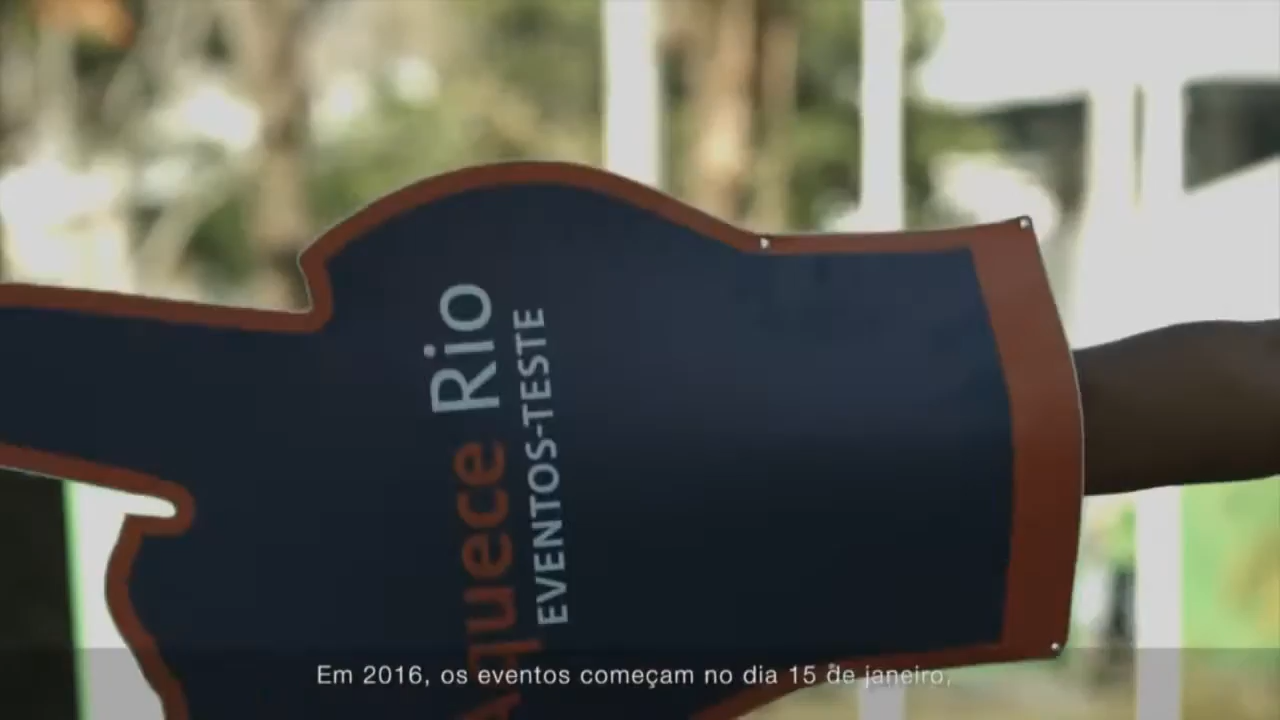 Aquece Rio
EVENTOS-TESTE
Em 2016, os eventos começam no dia 15 de janeiro,